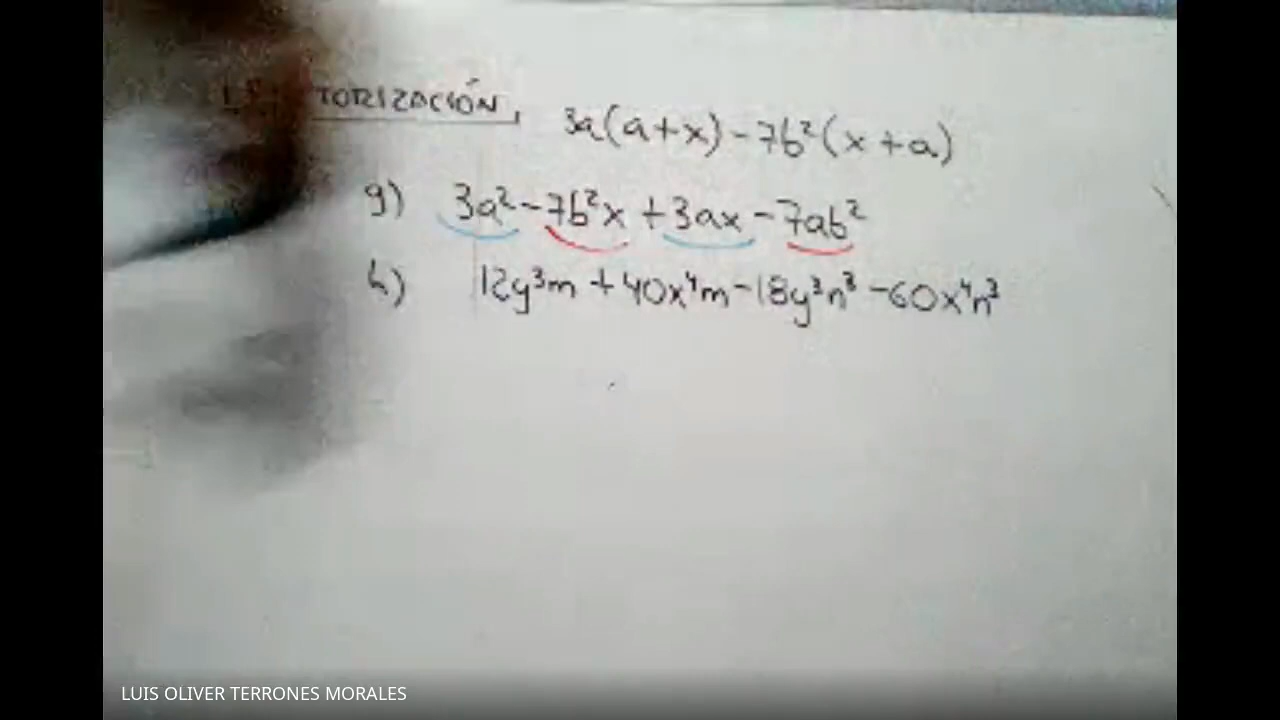 TORIZACIÓN, 3a(a+x)-7b²(x+a)
g) 3a²-7b²x+3ax-7ab²
h) 12y³m+40x⁴m-18y³n³-60x⁴n³
LUIS OLIVER TERRONES MORALES